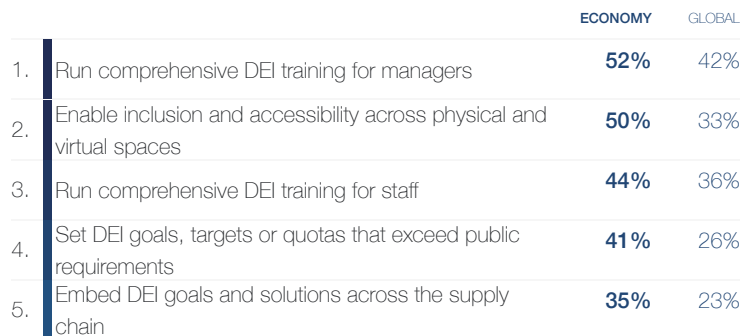 ECONOMY GLOBAL
1. Run comprehensive DEI training for managers 52% 42%
2. Enable inclusion and accessibility across physical and
virtual spaces 50% 33%
3. Run comprehensive DEI training for staff 44% 36%
4. Set DEI goals, targets or quotas that exceed public
requirements 41% 26%
5. Embed DEI goals and solutions across the supply
chain 35% 23%